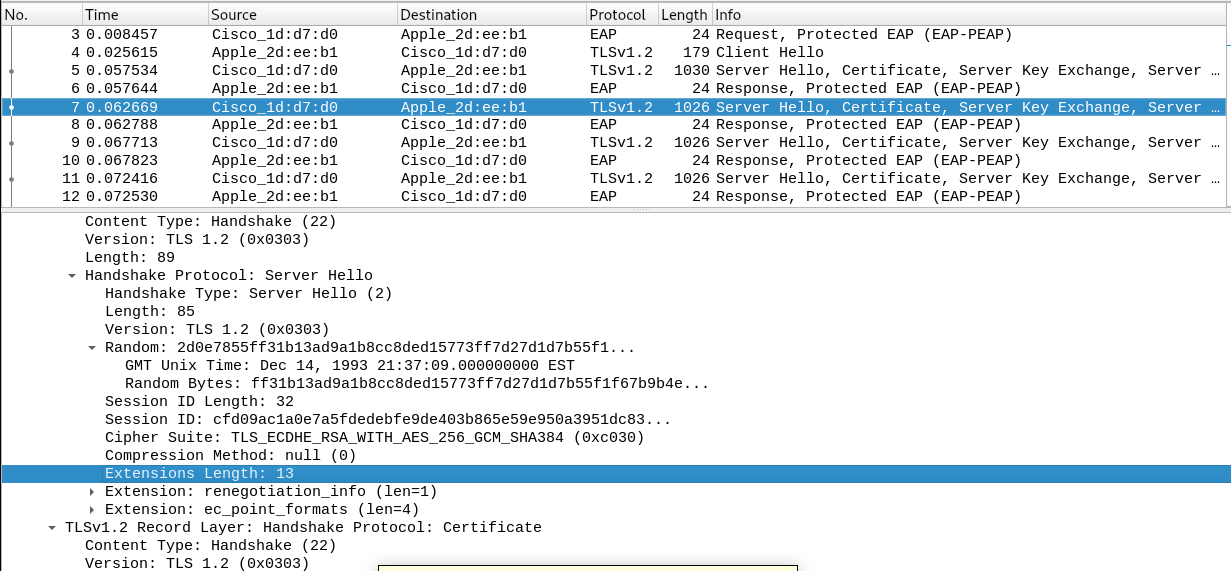 No. Time Source Destination Protocol Length Info
3 0.008457 Cisco_1d:d7:d0 Apple_2d:ee:b1 EAP 24 Request, Protected EAP (EAP-PEAP)
4 0.025615 Apple_2d:ee:b1 Cisco_1d:d7:d0 TLSv1.2 179 Client Hello
5 0.057534 Cisco_1d:d7:d0 Apple_2d:ee:b1 TLSv1.2 1030 Server Hello, Certificate, Server Key Exchange, Server …
6 0.057644 Apple_2d:ee:b1 Cisco_1d:d7:d0 EAP 24 Response, Protected EAP (EAP-PEAP)
7 0.062669 Cisco_1d:d7:d0 Apple_2d:ee:b1 TLSv1.2 1026 Server Hello, Certificate, Server Key Exchange, Server …
8 0.062788 Apple_2d:ee:b1 Cisco_1d:d7:d0 EAP 24 Response, Protected EAP (EAP-PEAP)
9 0.067713 Cisco_1d:d7:d0 Apple_2d:ee:b1 TLSv1.2 1026 Server Hello, Certificate, Server Key Exchange, Server …
10 0.067823 Apple_2d:ee:b1 Cisco_1d:d7:d0 EAP 24 Response, Protected EAP (EAP-PEAP)
11 0.072416 Cisco_1d:d7:d0 Apple_2d:ee:b1 TLSv1.2 1026 Server Hello, Certificate, Server Key Exchange, Server …
12 0.072530 Apple_2d:ee:b1 Cisco_1d:d7:d0 EAP 24 Response, Protected EAP (EAP-PEAP)
Content Type: Handshake (22)
Version: TLS 1.2 (0x0303)
Length: 89
Handshake Protocol: Server Hello
Handshake Type: Server Hello (2)
Length: 85
Version: TLS 1.2 (0x0303)
Random: 2d0e7855ff31b13ad9a1b8cc8ded15773ff7d27d1d7b55f1...
GMT Unix Time: Dec 14, 1993 21:37:09.000000000 EST
Random Bytes: ff31b13ad9a1b8cc8ded15773ff7d27d1d7b55f1f67b9b4e...
Session ID Length: 32
Session ID: cfd09ac1a0e7a5fdedebfe9de403b865e59e950a3951dc83...
Cipher Suite: TLS_ECDHE_RSA_WITH_AES_256_GCM_SHA384 (0xc030)
Compression Method: null (0)
Extensions Length: 13
Extension: renegotiation_info (len=1)
Extension: ec_point_formats (len=4)
TLSv1.2 Record Layer: Handshake Protocol: Certificate
Content Type: Handshake (22)
Version: TLS 1.2 (0x0303)